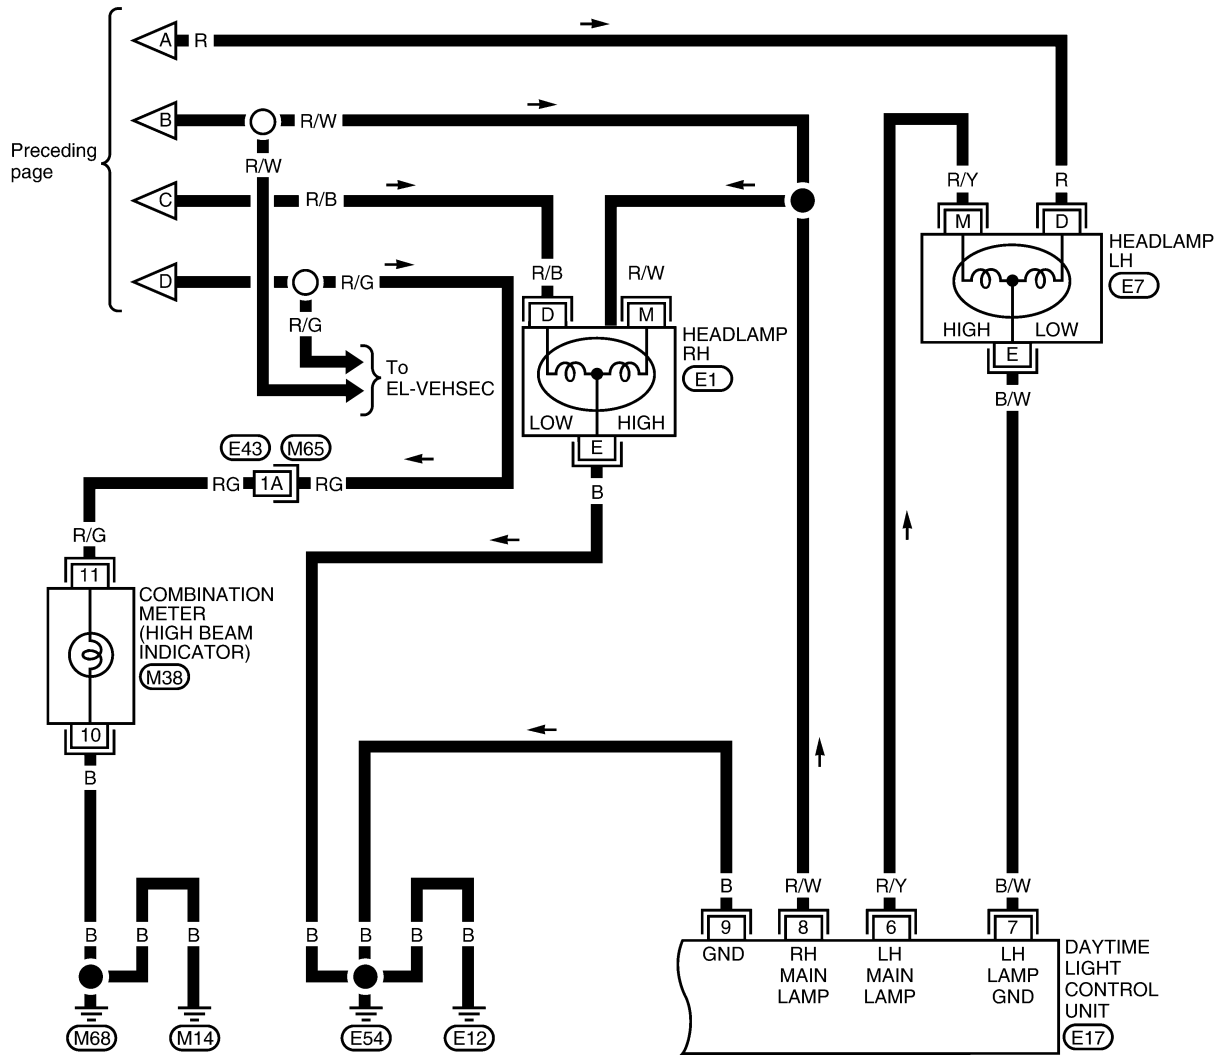 A R
B R/W
Preceding
page
R/W
C R/B
D R/G
R/G
To
EL-VEHSEC
R/B
R/W
D M
HEADLAMP
RH
E1
LOW HIGH
E
B
R/Y R
M D
HEADLAMP
LH
E7
HIGH LOW
E
B/W
E43 M65
RG 1A RG
R/G
11
COMBINATION
METER
(HIGH BEAM
INDICATOR)
M38
10
B
B B B
M68 M14
B B B B
E54 E12
B R/W R/Y B/W
9 8 6 7
GND
RH
MAIN
LAMP
LH
MAIN
LAMP
LH
LAMP
GND
DAYTIME
LIGHT
CONTROL
UNIT
E17